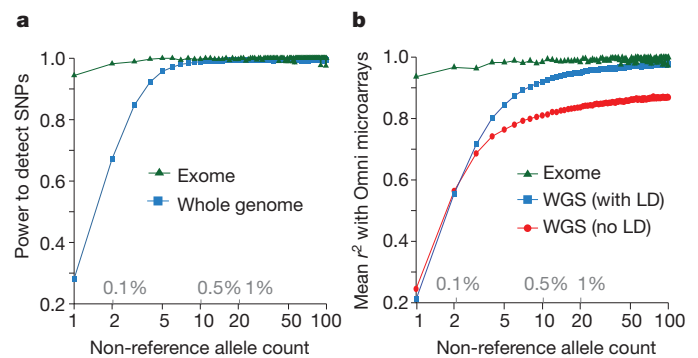 a
Power to detect SNPs
1.0
0.8
0.6
0.4
0.2
Exome
Whole genome
0.1% 0.5% 1%
1 2 5 10 20 50 100
Non-reference allele count
b
Mean r² with Omni microarrays
1.0
0.8
0.6
0.4
0.2
Exome
WGS (with LD)
WGS (no LD)
0.1% 0.5% 1%
1 2 5 10 20 50 100
Non-reference allele count